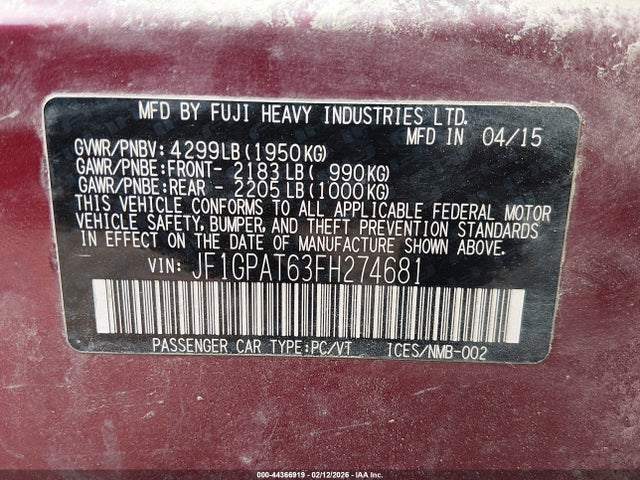 MFD BY FUJI HEAVY INDUSTRIES LTD.
MFD IN 04/15
GVWR/PNBV: 4299LB(1950KG)
GAWR/PNBE:FRONT- 2183LB( 990KG)
GAWR/PNBE:REAR - 2205LB(1000KG)
THIS VEHICLE CONFORMS TO ALL APPLICABLE FEDERAL MOTOR
VEHICLE SAFETY, BUMPER, AND THEFT PREVENTION STANDARDS
IN EFFECT ON THE DATE OF MANUFACTURE SHOWN ABOVE.
VIN: JF1GPAT63FH274681
PASSENGER CAR TYPE:PC/VT 1CES/NMB-002
000-44366919 - 02/12/2026 - IAA Inc.